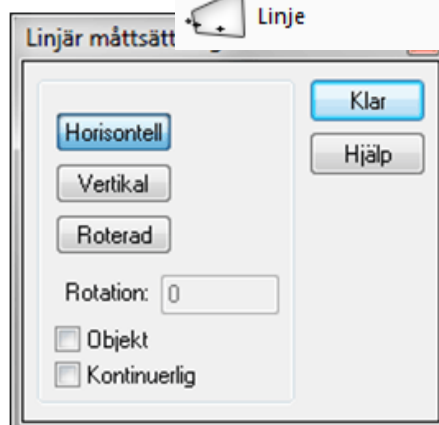 Linje
Linjär måttsätt
Klar
Horisontell
Hjälp
Vertikal
Roterad
Rotation: 0
Objekt
Kontinuerlig